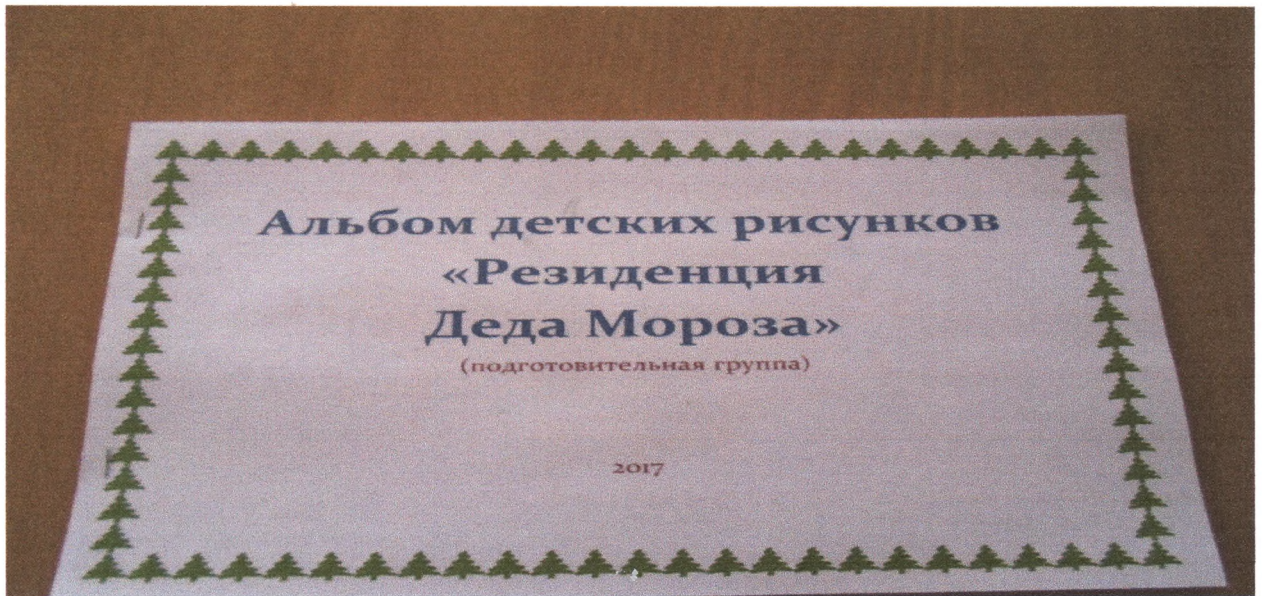 Альбом детских рисунков
«Резиденция
Деда Мороза»
(подготовительная группа)
2017